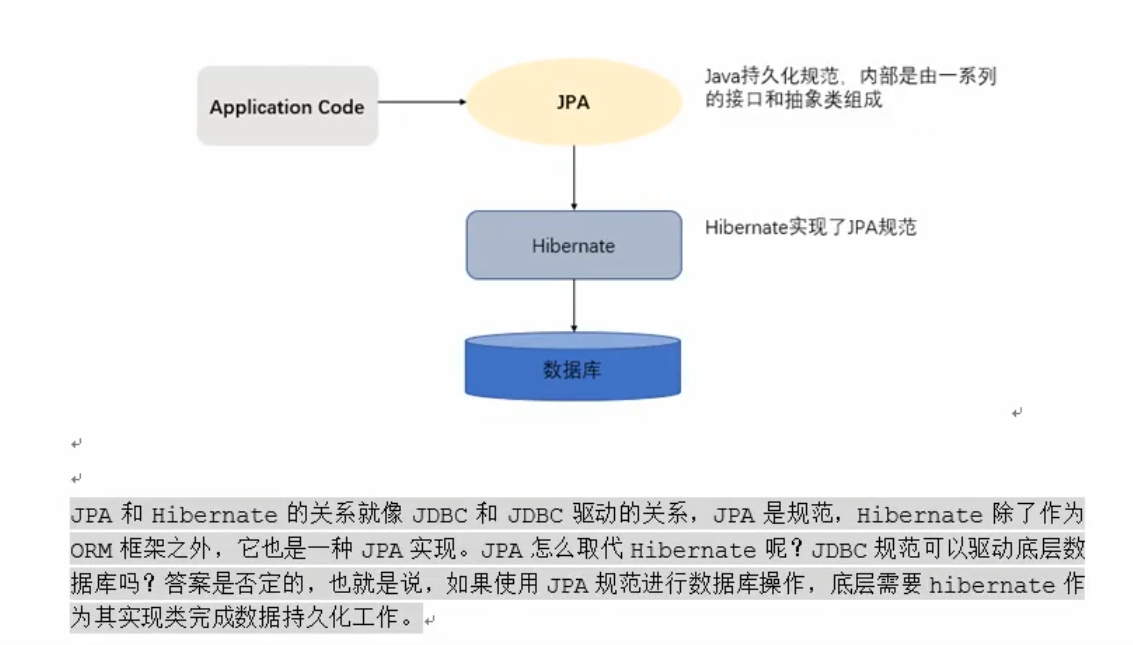 Application Code
JPA
Java持久化规范，内部是由一系列
的接口和抽象类组成
Hibernate
Hibernate实现了JPA规范
数据库
JPA 和 Hibernate 的关系就像 JDBC 和 JDBC 驱动的关系，JPA 是规范，Hibernate 除了作为
ORM 框架之外，它也是一种 JPA 实现。JPA 怎么取代 Hibernate 呢？JDBC 规范可以驱动底层数
据库吗？答案是否定的，也就是说，如果使用 JPA 规范进行数据库操作，底层需要 hibernate 作
为其实现类完成数据持久化工作。